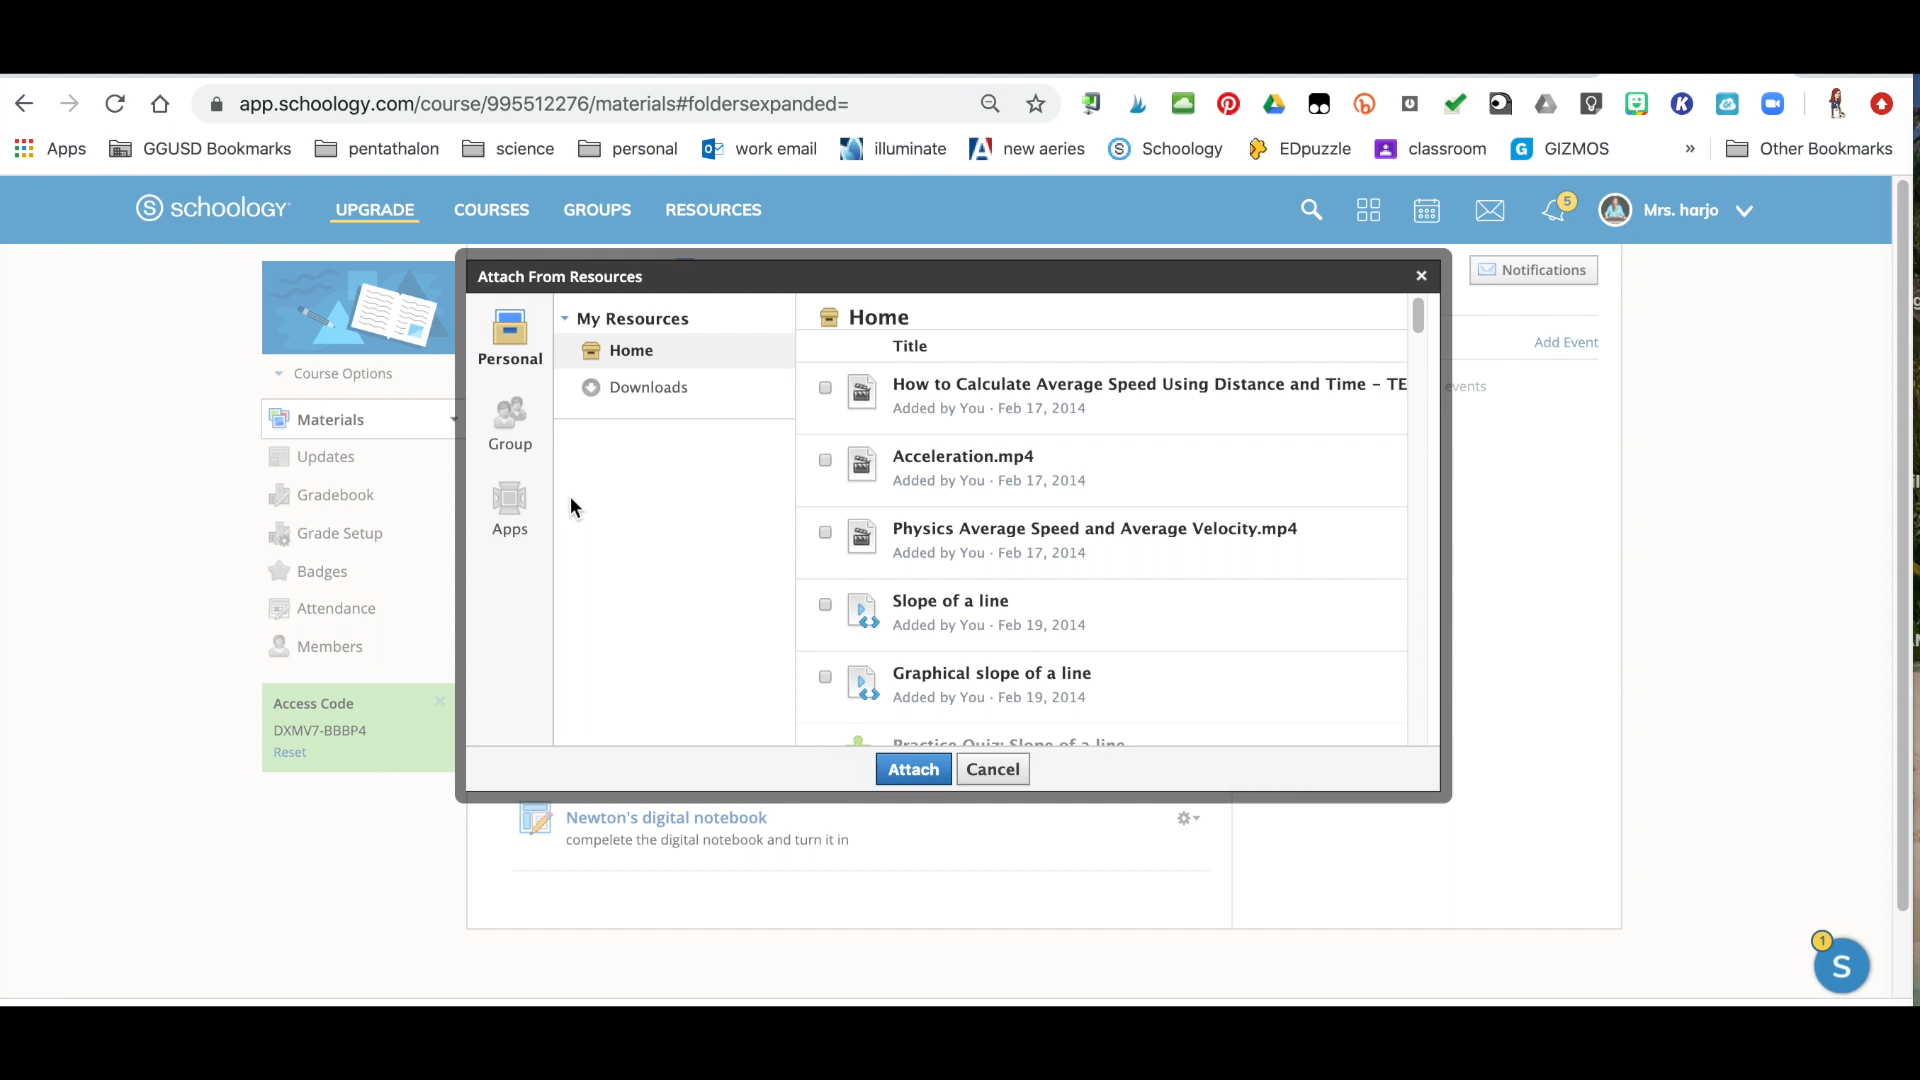 app.schoology.com/course/995512276/materials#foldersexpanded=
Apps GGUSD Bookmarks pentathalon science personal work email illuminate new aeries Schoology EDpuzzle classroom GIZMOS » Other Bookmarks
schoology UPGRADE COURSES GROUPS RESOURCES 5 Mrs. harjo
Attach From Resources
Notifications
Personal
Group
Apps
My Resources
Home
Downloads
Home
Title
How to Calculate Average Speed Using Distance and Time – TE
Added by You · Feb 17, 2014
Acceleration.mp4
Added by You · Feb 17, 2014
Physics Average Speed and Average Velocity.mp4
Added by You · Feb 17, 2014
Slope of a line
Added by You · Feb 19, 2014
Graphical slope of a line
Added by You · Feb 19, 2014
Practice Quiz: Slope of a line
Attach Cancel
Add Event
events
Course Options
Materials
Updates
Gradebook
Grade Setup
Badges
Attendance
Members
Access Code
DXMV7-BBBP4
Reset
Newton's digital notebook
compelete the digital notebook and turn it in
1
S